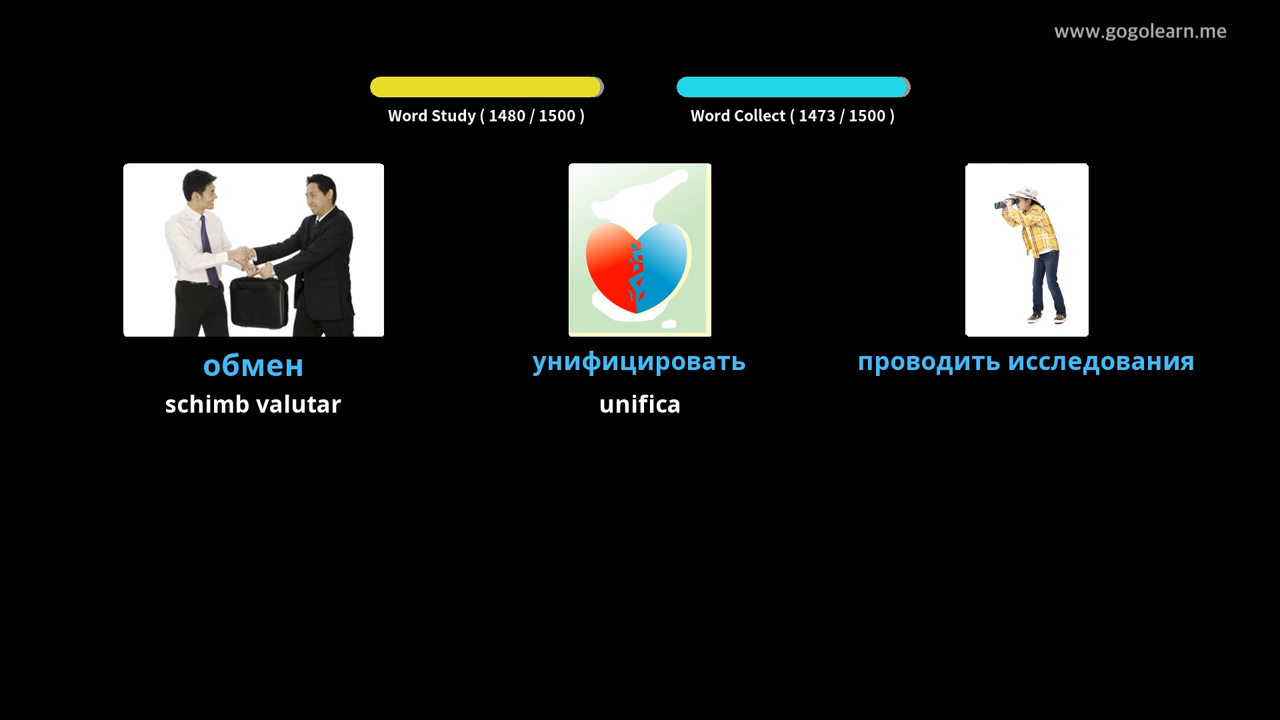 www.gogolearn.me
Word Study ( 1480 / 1500 )
Word Collect ( 1473 / 1500 )
обмен
унифицировать
проводить исследования
schimb valutar
unifica